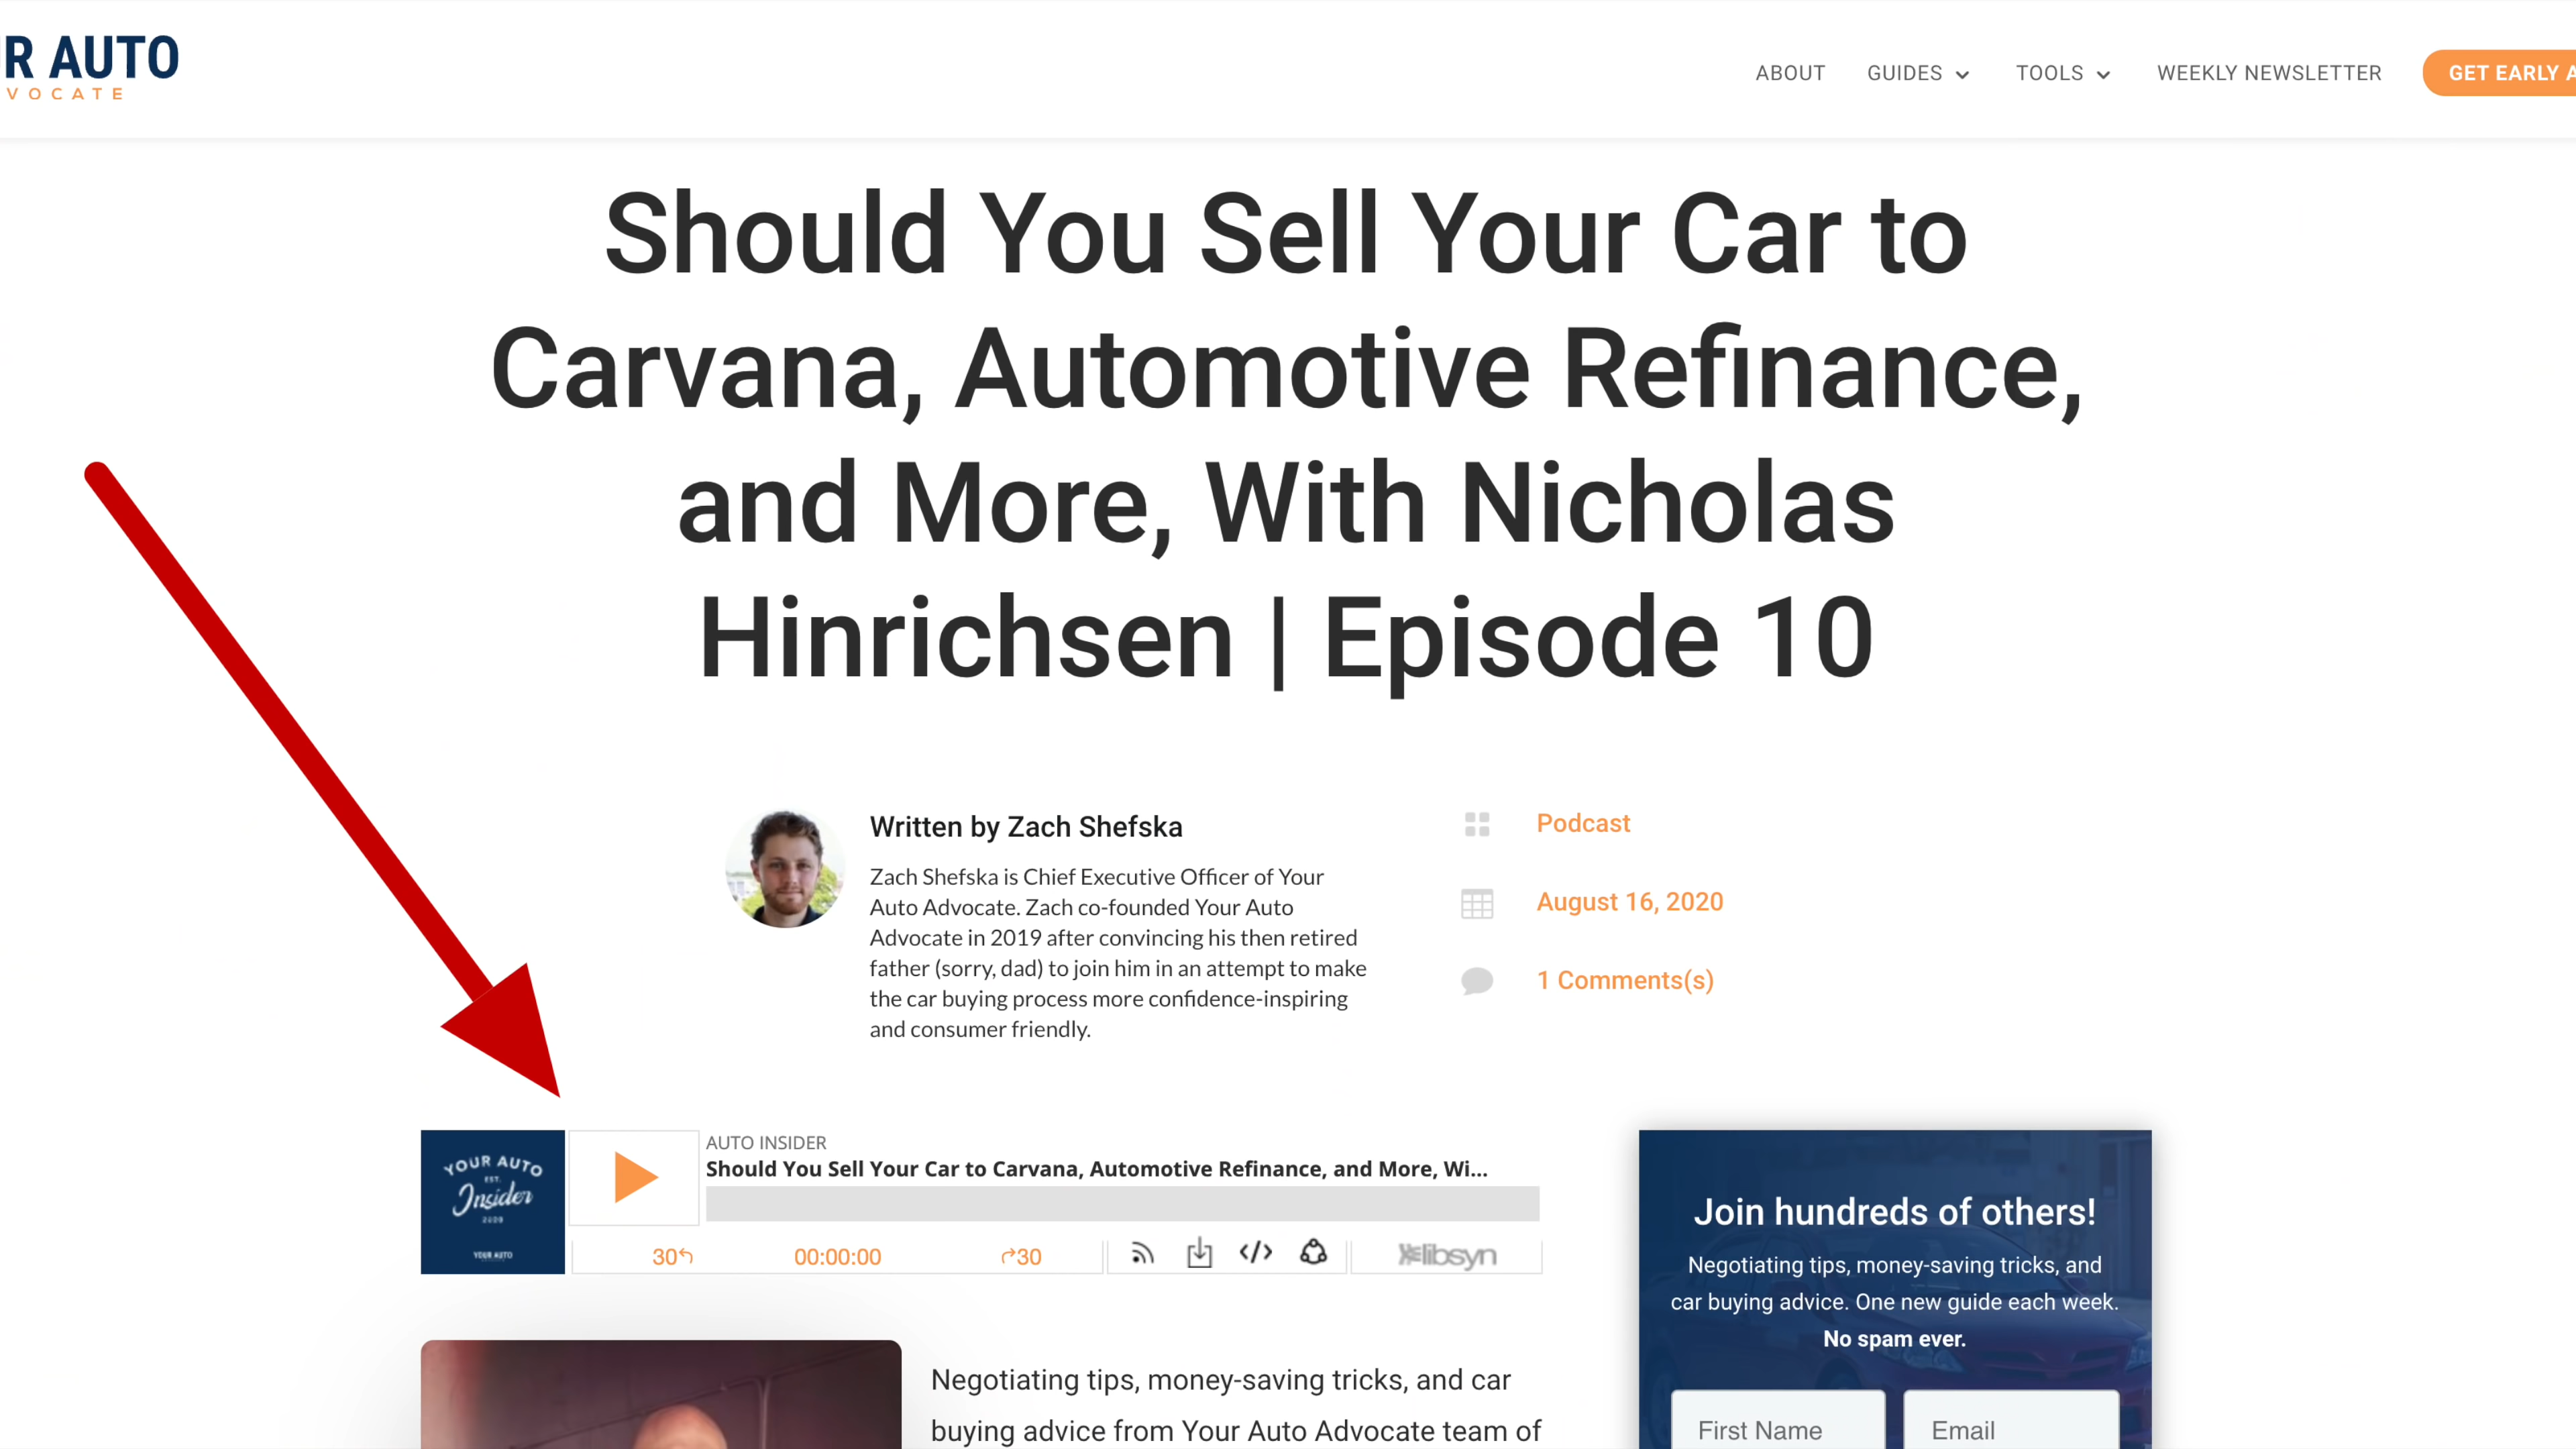 R AUTO
VOCATE
ABOUT
GUIDES
TOOLS
WEEKLY NEWSLETTER
GET EARLY A
Should You Sell Your Car to
Carvana, Automotive Refinance,
and More, With Nicholas
Hinrichsen | Episode 10
Written by Zach Shefska
Zach Shefska is Chief Executive Officer of Your
Auto Advocate. Zach co-founded Your Auto
Advocate in 2019 after convincing his then retired
father (sorry, dad) to join him in an attempt to make
the car buying process more confidence-inspiring
and consumer friendly.
Podcast
August 16, 2020
1 Comments(s)
YOUR AUTO
EST.
Insider
2020
YOUR AUTO
AUTO INSIDER
Should You Sell Your Car to Carvana, Automotive Refinance, and More, Wi...
30
00:00:00
30
libsyn
Negotiating tips, money-saving tricks, and car
buying advice from Your Auto Advocate team of
Join hundreds of others!
Negotiating tips, money-saving tricks, and
car buying advice. One new guide each week.
No spam ever.
First Name
Email